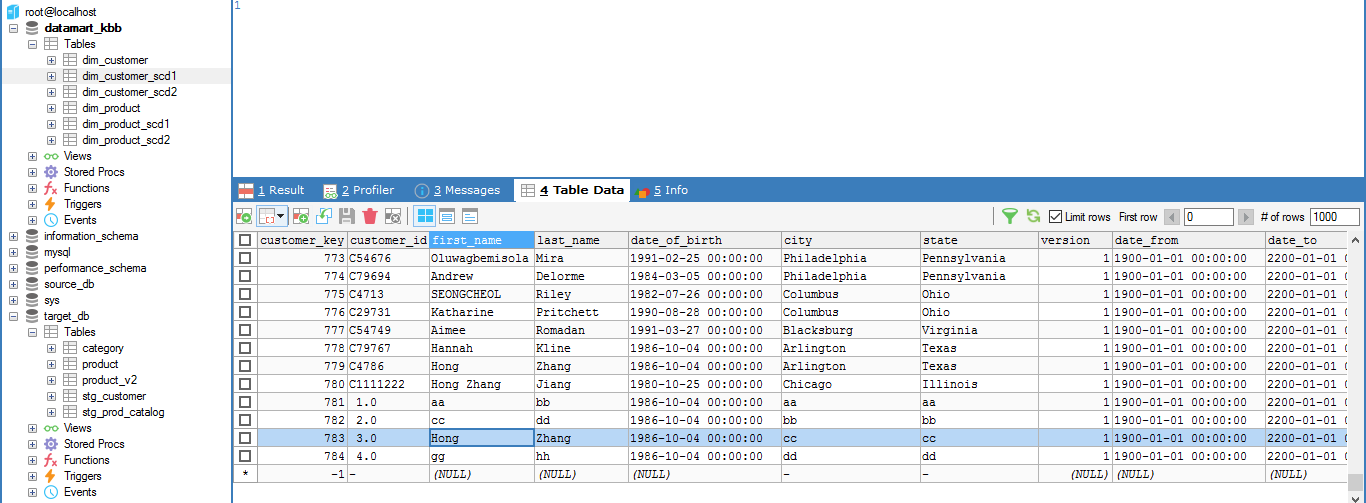 root@localhost
datamart_kbb
Tables
dim_customer
dim_customer_scd1
dim_customer_scd2
dim_product
dim_product_scd1
dim_product_scd2
Views
Stored Procs
Functions
Triggers
Events
information_schema
mysql
performance_schema
source_db
sys
target_db
Tables
category
product
product_v2
stg_customer
stg_prod_catalog
Views
Stored Procs
Functions
Triggers
Events
1
1 Result 2 Profiler 3 Messages 4 Table Data 5 Info
Limit rows First row 0 # of rows 1000
customer_key customer_id first_name last_name date_of_birth city state version date_from date_to
773 C54676 Oluwagbemisola Mira 1991-02-25 00:00:00 Philadelphia Pennsylvania 1 1900-01-01 00:00:00 2200-01-01
774 C79694 Andrew Delorme 1984-03-05 00:00:00 Philadelphia Pennsylvania 1 1900-01-01 00:00:00 2200-01-01
775 C4713 SEONGCHEOL Riley 1982-07-26 00:00:00 Columbus Ohio 1 1900-01-01 00:00:00 2200-01-01
776 C29731 Katharine Pritchett 1990-08-28 00:00:00 Columbus Ohio 1 1900-01-01 00:00:00 2200-01-01
777 C54749 Aimee Romadan 1991-03-27 00:00:00 Blacksburg Virginia 1 1900-01-01 00:00:00 2200-01-01
778 C79767 Hannah Kline 1986-10-04 00:00:00 Arlington Texas 1 1900-01-01 00:00:00 2200-01-01
779 C4786 Hong Zhang 1986-10-04 00:00:00 Arlington Texas 1 1900-01-01 00:00:00 2200-01-01
780 C1111222 Hong Zhang Jiang 1980-10-25 00:00:00 Chicago Illinois 1 1900-01-01 00:00:00 2200-01-01
781 1.0 aa bb 1986-10-04 00:00:00 aa aa 1 1900-01-01 00:00:00 2200-01-01
782 2.0 cc dd 1986-10-04 00:00:00 bb bb 1 1900-01-01 00:00:00 2200-01-01
783 3.0 Hong Zhang 1986-10-04 00:00:00 cc cc 1 1900-01-01 00:00:00 2200-01-01
784 4.0 gg hh 1986-10-04 00:00:00 dd dd 1 1900-01-01 00:00:00 2200-01-01
* -1 - (NULL) (NULL) (NULL) - - (NULL) (NULL) (NULL)